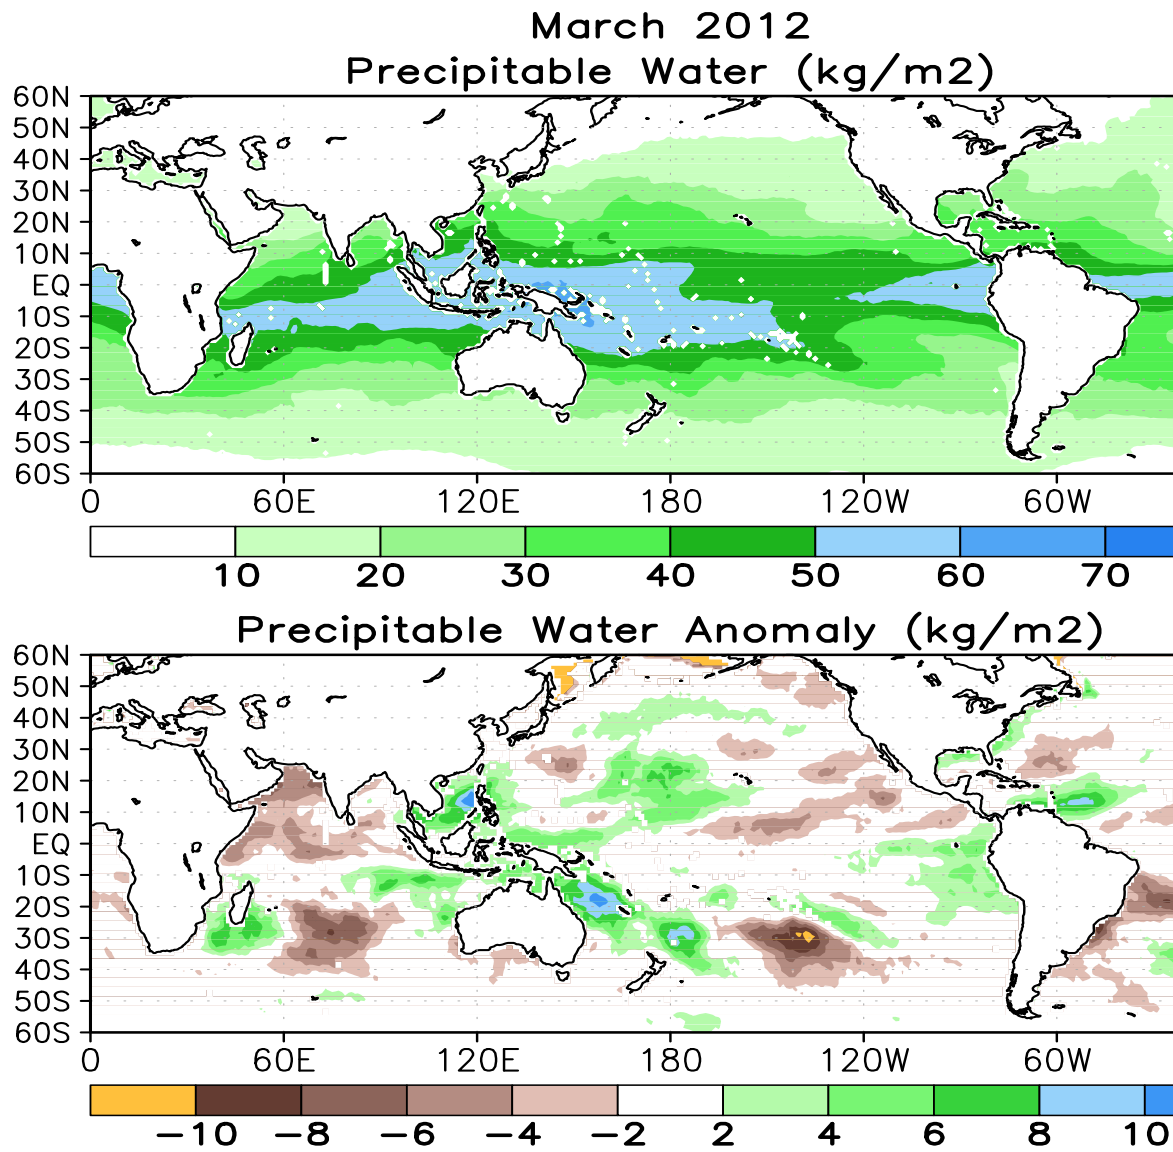 March 2012
Precipitable Water (kg/m2)
60N
50N
40N
30N
20N
10N
EQ
10S
20S
30S
40S
50S
60S
0 60E 120E 180 120W 60W
10 20 30 40 50 60 70
Precipitable Water Anomaly (kg/m2)
60N
50N
40N
30N
20N
10N
EQ
10S
20S
30S
40S
50S
60S
0 60E 120E 180 120W 60W
−10 −8 −6 −4 −2 2 4 6 8 10